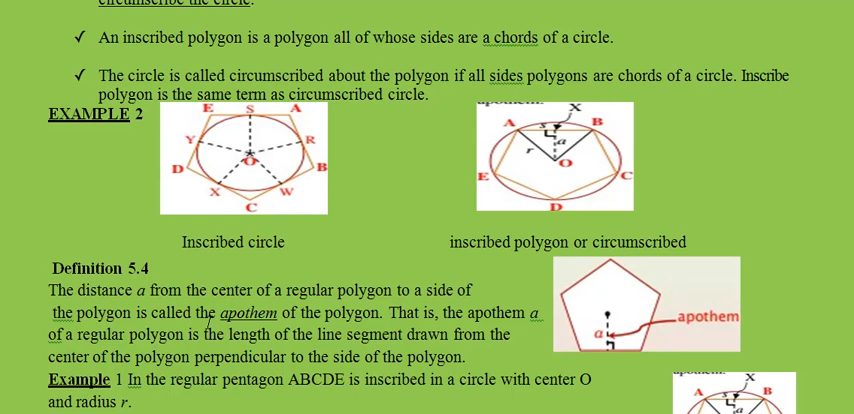 circumscribe the circle.
✓ An inscribed polygon is a polygon all of whose sides are a chords of a circle.
✓ The circle is called circumscribed about the polygon if all sides polygons are chords of a circle. Inscribe
polygon is the same term as circumscribed circle.
EXAMPLE 2
E S A
Y R
O
D B
X W
C
apothem.
X
A s B
a
r
O
E C
D
Inscribed circle
inscribed polygon or circumscribed
Definition 5.4
The distance a from the center of a regular polygon to a side of
the polygon is called the apothem of the polygon. That is, the apothem a
of a regular polygon is the length of the line segment drawn from the
center of the polygon perpendicular to the side of the polygon.
apothem
a
Example 1 In the regular pentagon ABCDE is inscribed in a circle with center O
and radius r.
apothem.
X
A s B
a